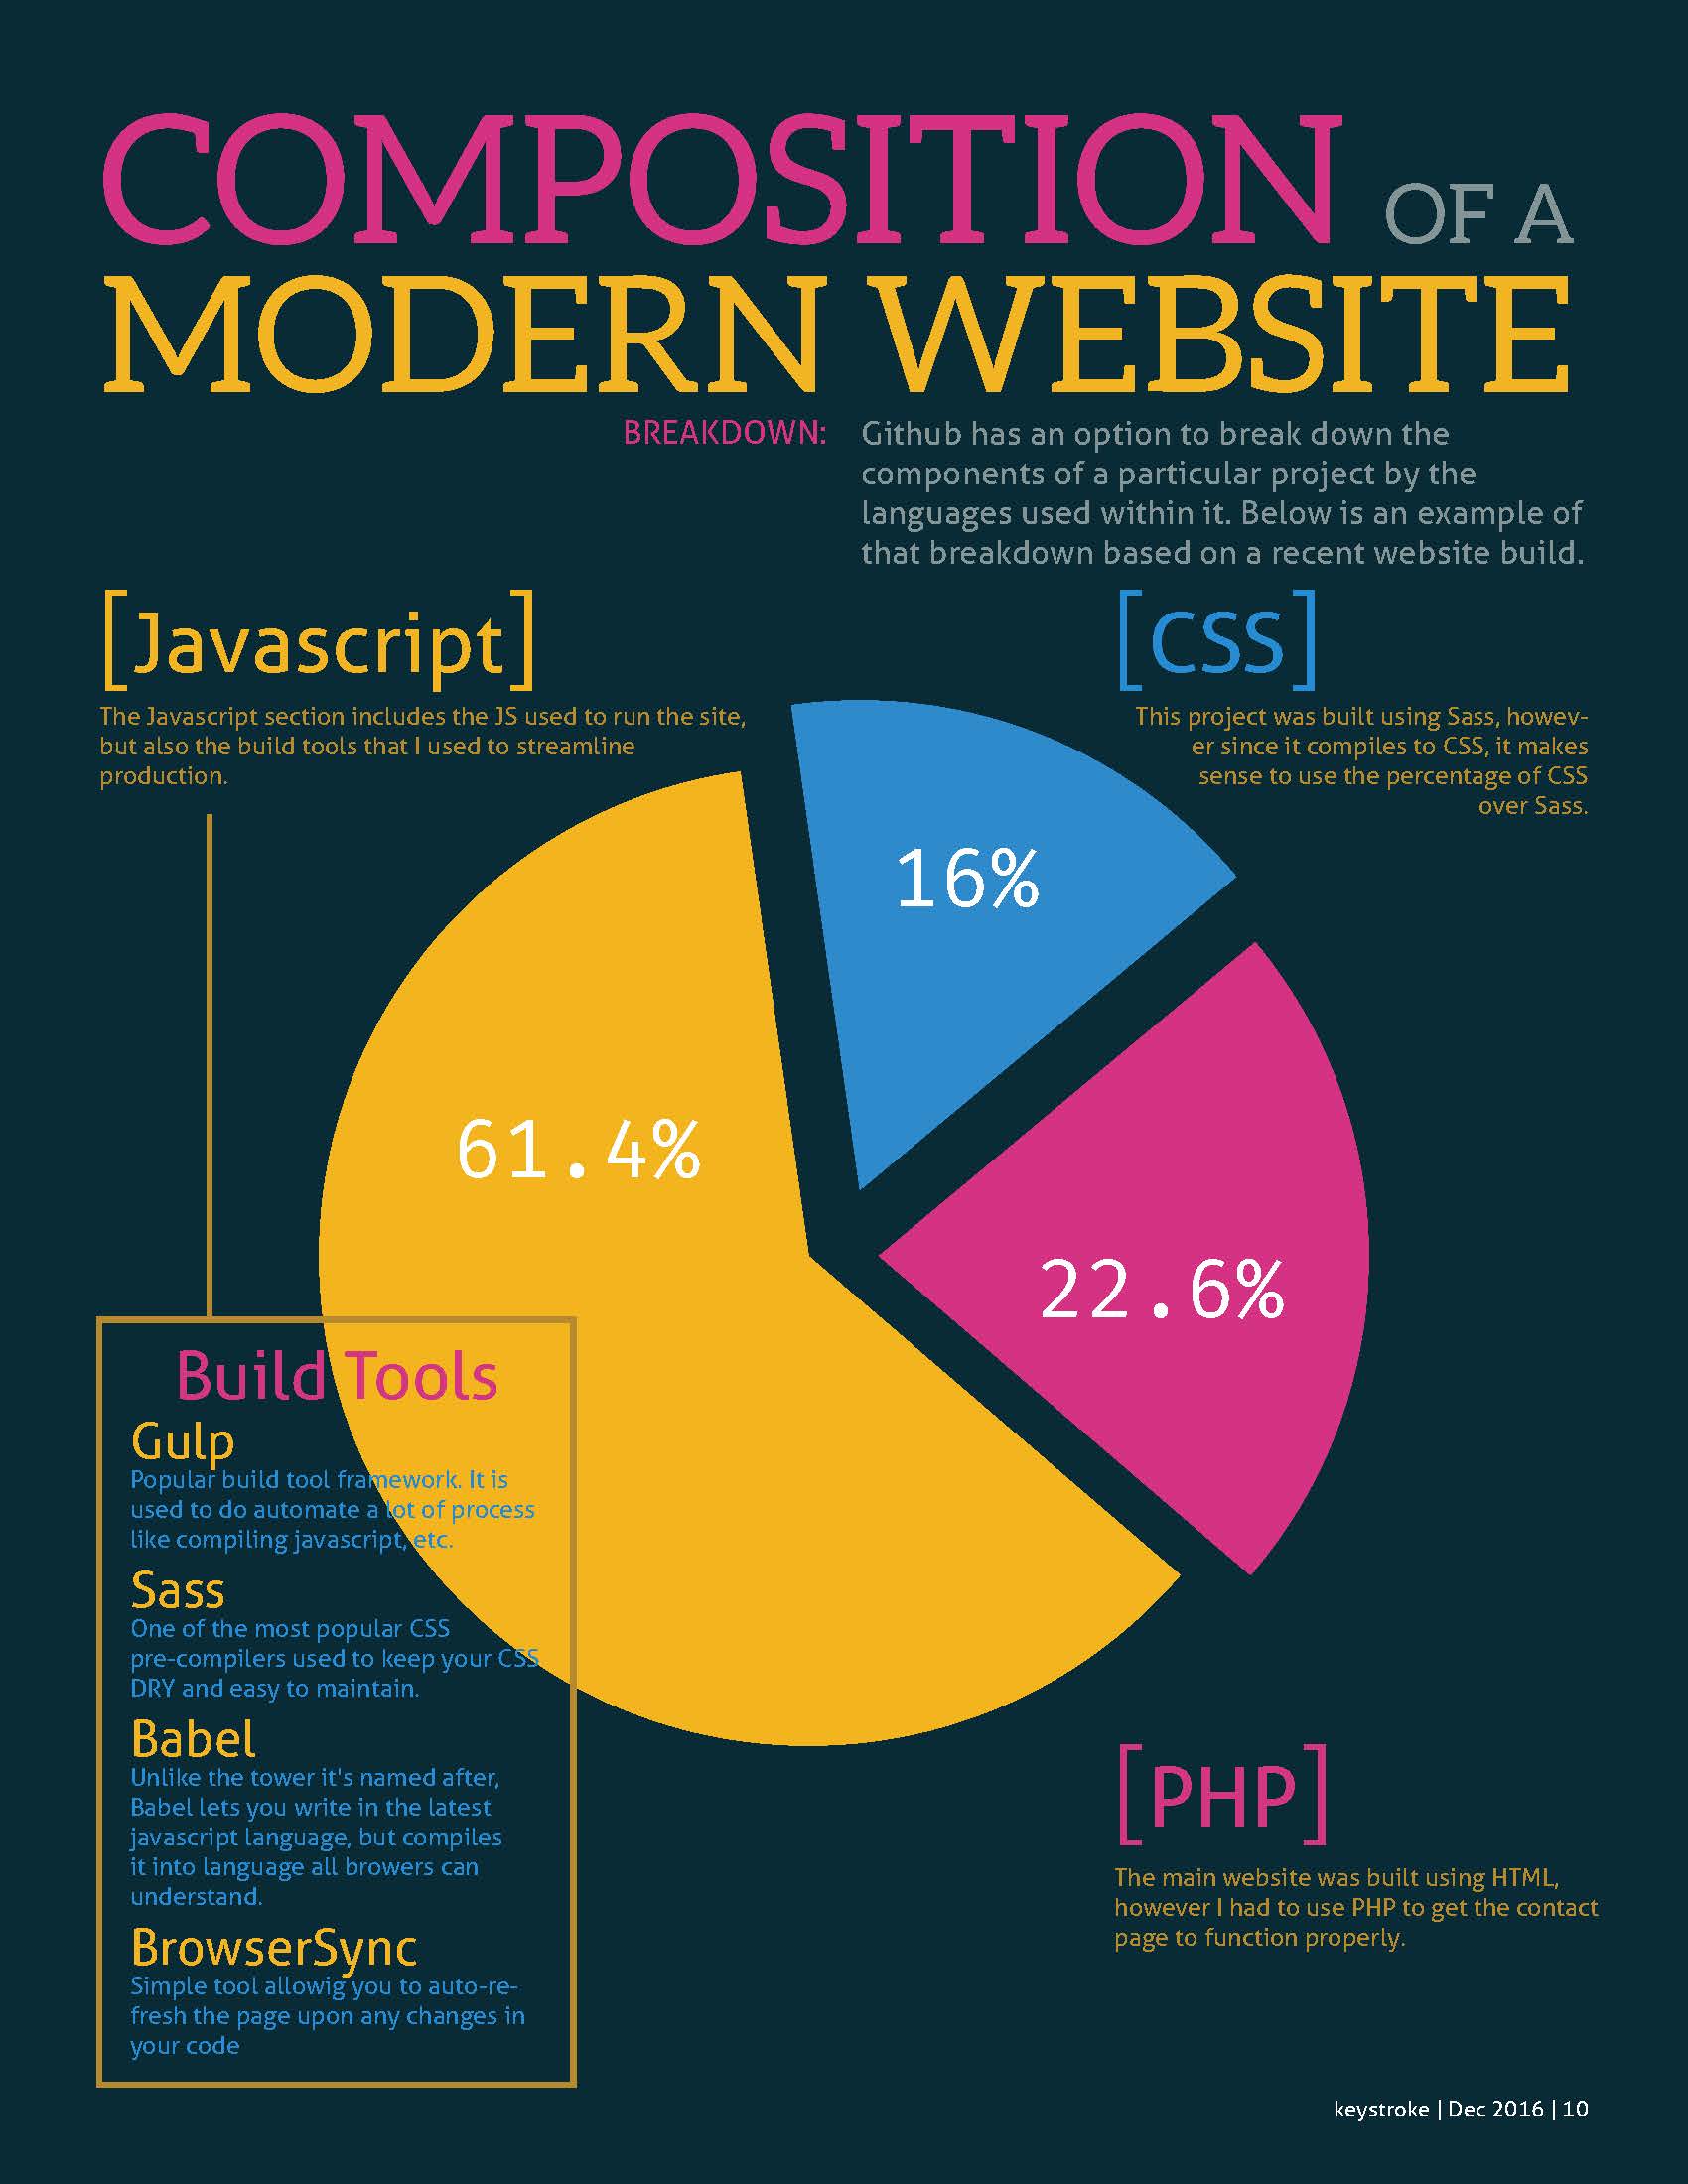 COMPOSITION OF A
MODERN WEBSITE
BREAKDOWN:
Github has an option to break down the
components of a particular project by the
languages used within it. Below is an example of
that breakdown based on a recent website build.
[Javascript]
The Javascript section includes the JS used to run the site,
but also the build tools that I used to streamline
production.
[CSS]
This project was built using Sass, howev-
er since it compiles to CSS, it makes
sense to use the percentage of CSS
over Sass.
16%
61.4%
22.6%
Build Tools
Gulp
Popular build tool framework. It is
used to do automate a lot of process
like compiling javascript, etc.
Sass
One of the most popular CSS
pre-compilers used to keep your CSS
DRY and easy to maintain.
Babel
Unlike the tower it's named after,
Babel lets you write in the latest
javascript language, but compiles
it into language all browers can
understand.
BrowserSync
Simple tool allowig you to auto-re-
fresh the page upon any changes in
your code
[PHP]
The main website was built using HTML,
however I had to use PHP to get the contact
page to function properly.
keystroke | Dec 2016 | 10